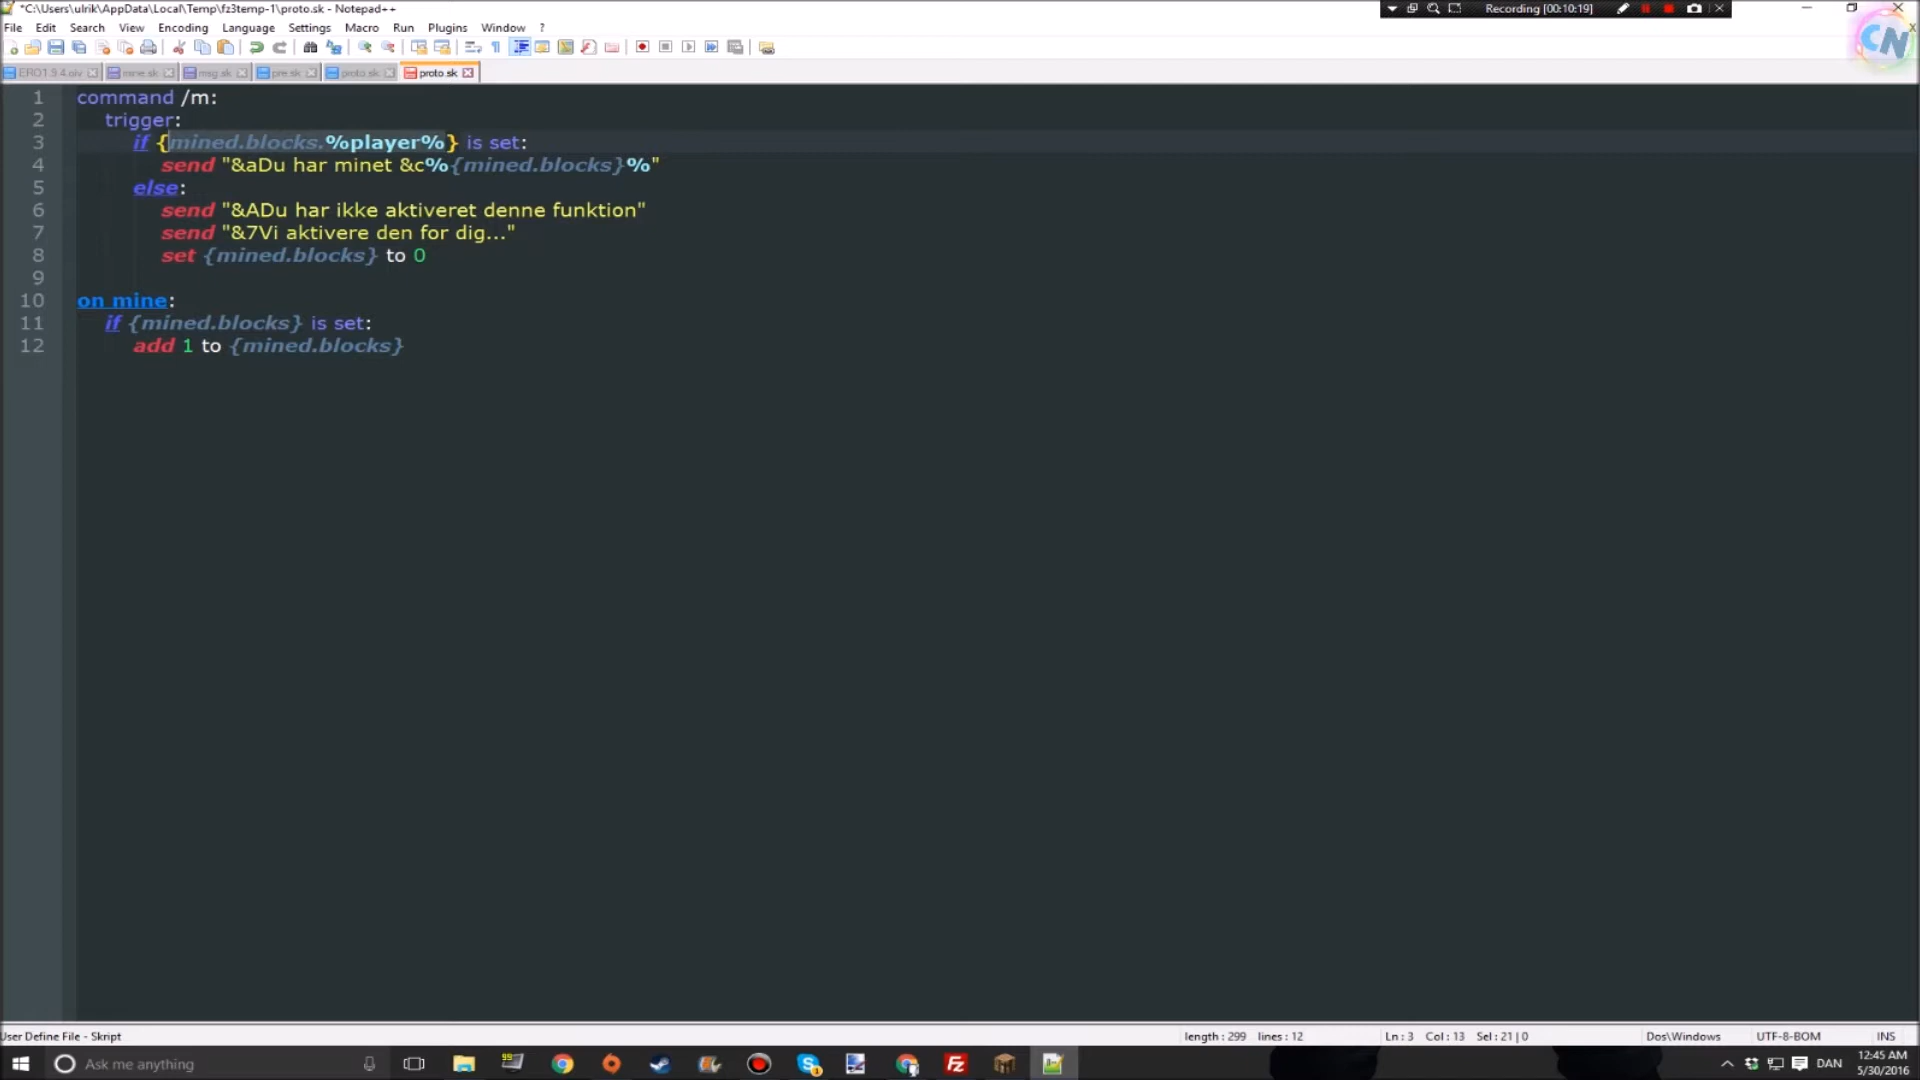 *C:\Users\ulrik\AppData\Local\Temp\fz3temp-1\proto.sk - Notepad++
Recording [00:10:19]
File Edit Search View Encoding Language Settings Macro Run Plugins Window ?
CN
mine.sk msg.sk pre.sk proto.sk proto.sk
1 command /m:
2 trigger:
3 if {mined.blocks.%player%} is set:
4 send "&aDu har minet &c%{mined.blocks}%"
5 else:
6 send "&ADu har ikke aktiveret denne funktion"
7 send "&7Vi aktivere den for dig..."
8 set {mined.blocks} to 0
9
10 on mine:
11 if {mined.blocks} is set:
12 add 1 to {mined.blocks}
User Define File - Skript length : 299 lines : 12 Ln : 3 Col : 13 Sel : 21 | 0 Dos\Windows UTF-8-BOM INS
Ask me anything
DAN
12:45 AM
5/30/2016